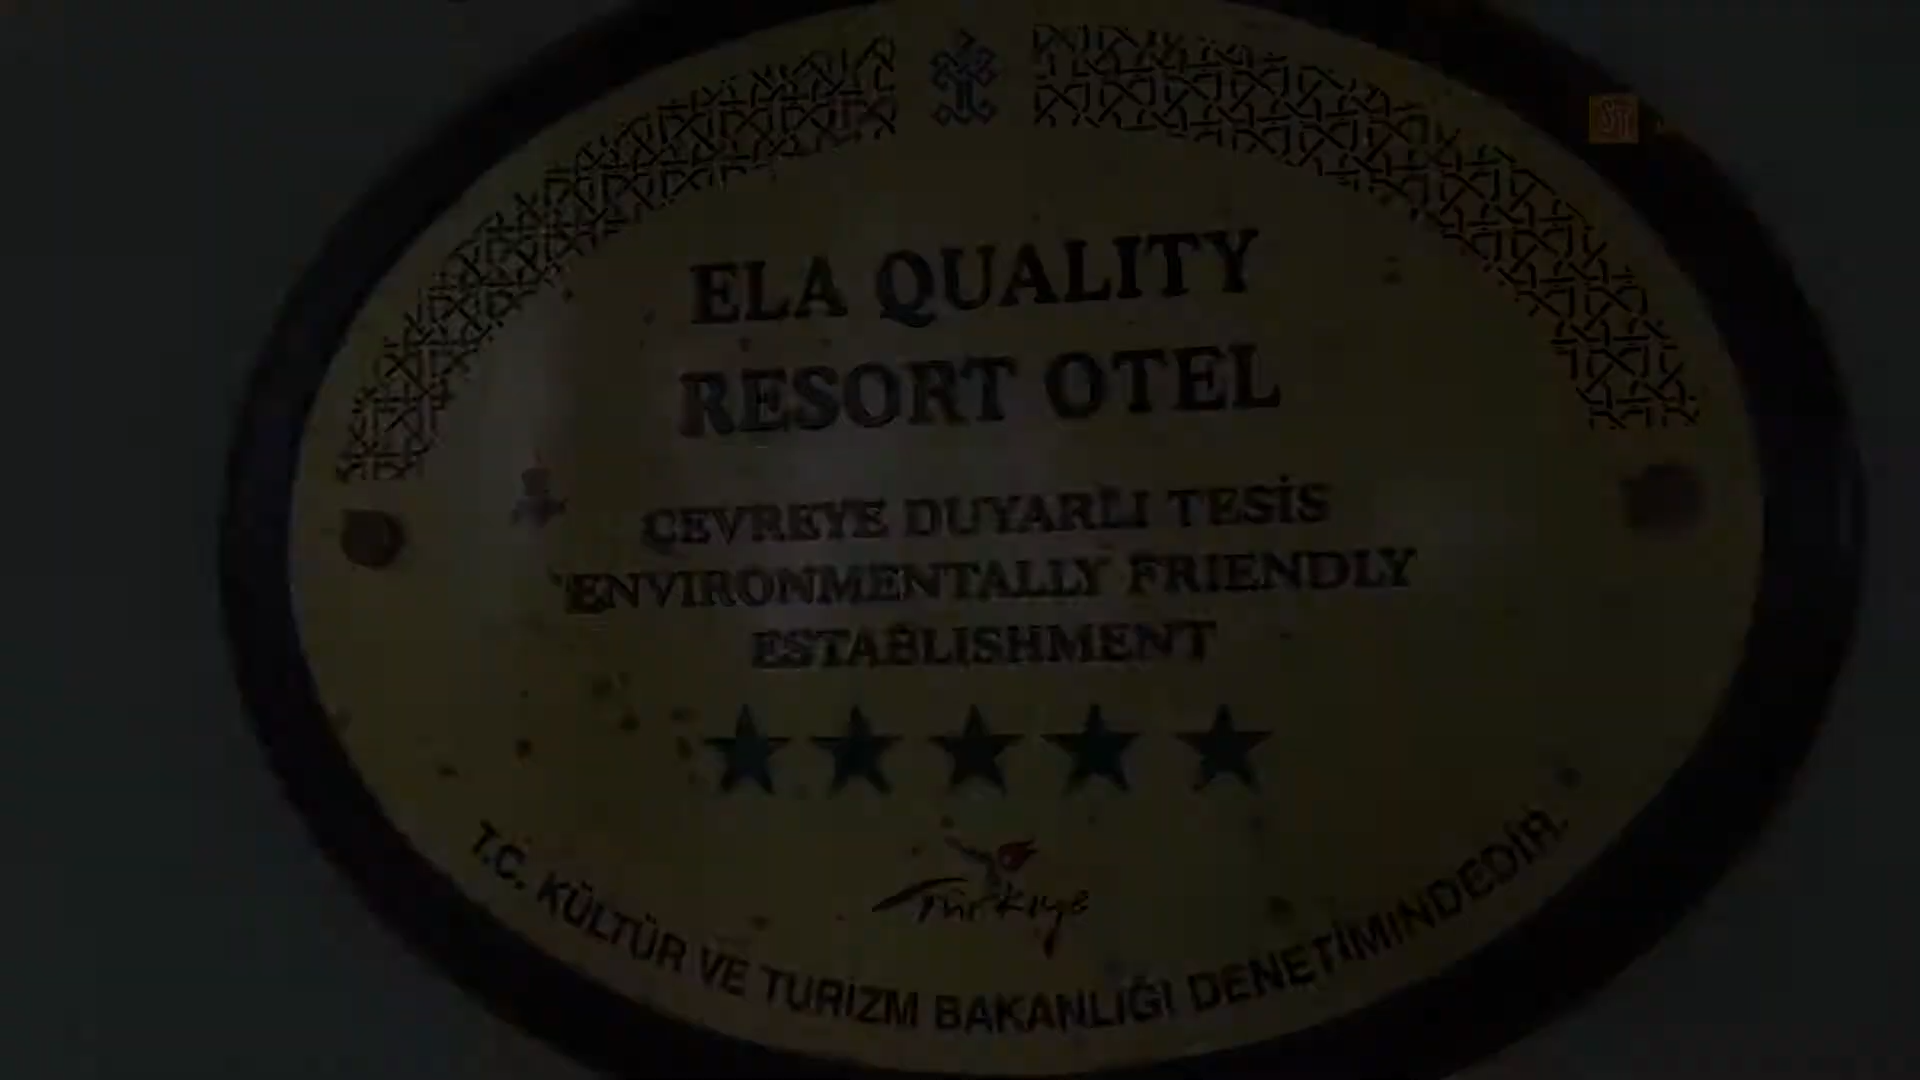 ELA QUALITY
RESORT OTEL
ÇEVREYE DUYARLI TESİS
ENVIRONMENTALLY FRIENDLY
ESTABLISHMENT
Türkiye
T.C. KÜLTÜR VE TURİZM BAKANLIĞI DENETİMİNDEDİR.